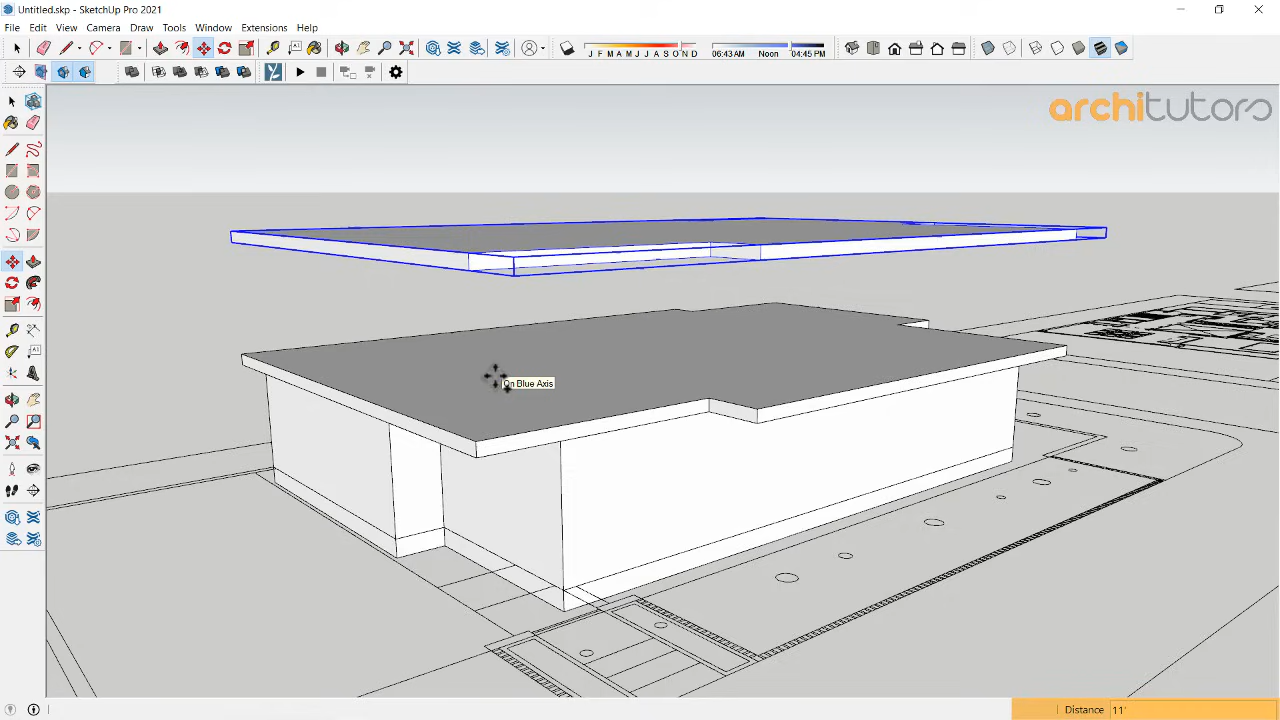 Untitled.skp - SketchUp Pro 2021
File Edit View Camera Draw Tools Window Extensions Help
J F M A M J J A S O N D 06:43 AM Noon 04:45 PM
architutors
On Blue Axis
Distance 11'